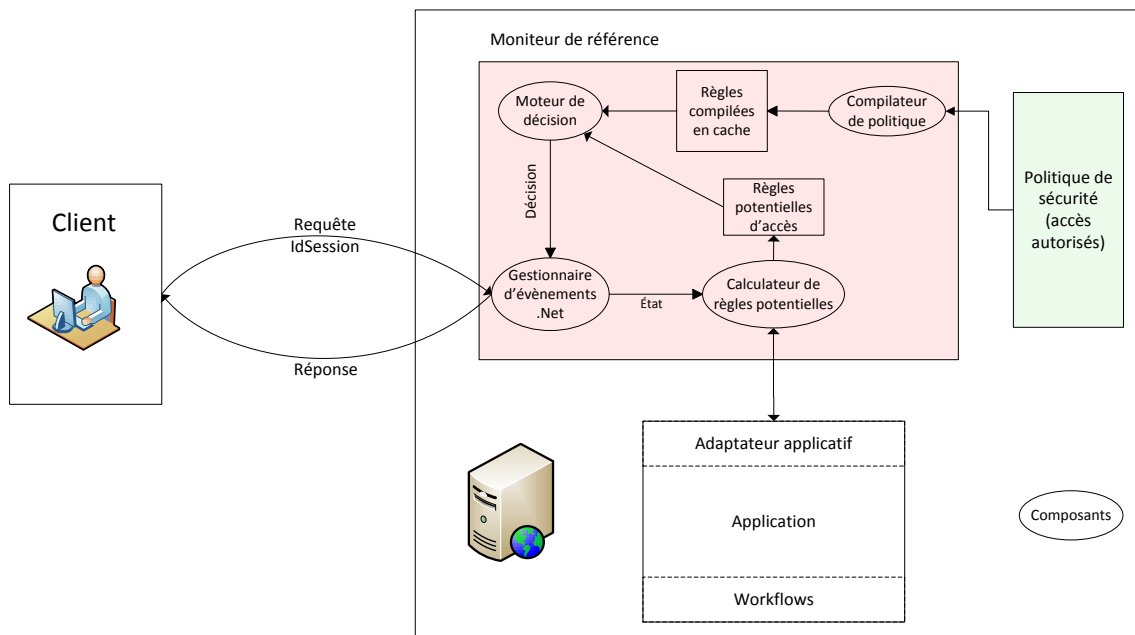 Moniteur de référence
Moteur de
décision
Règles
compilées
en cache
Compilateur
de politique
Politique de
sécurité
(accès
autorisés)
Client
Requête
IdSession
Décision
Règles
potentielles
d’accès
Gestionnaire
d’évènements
.Net
État
Calculateur de
règles potentielles
Réponse
Adaptateur applicatif
Application
Workflows
Composants